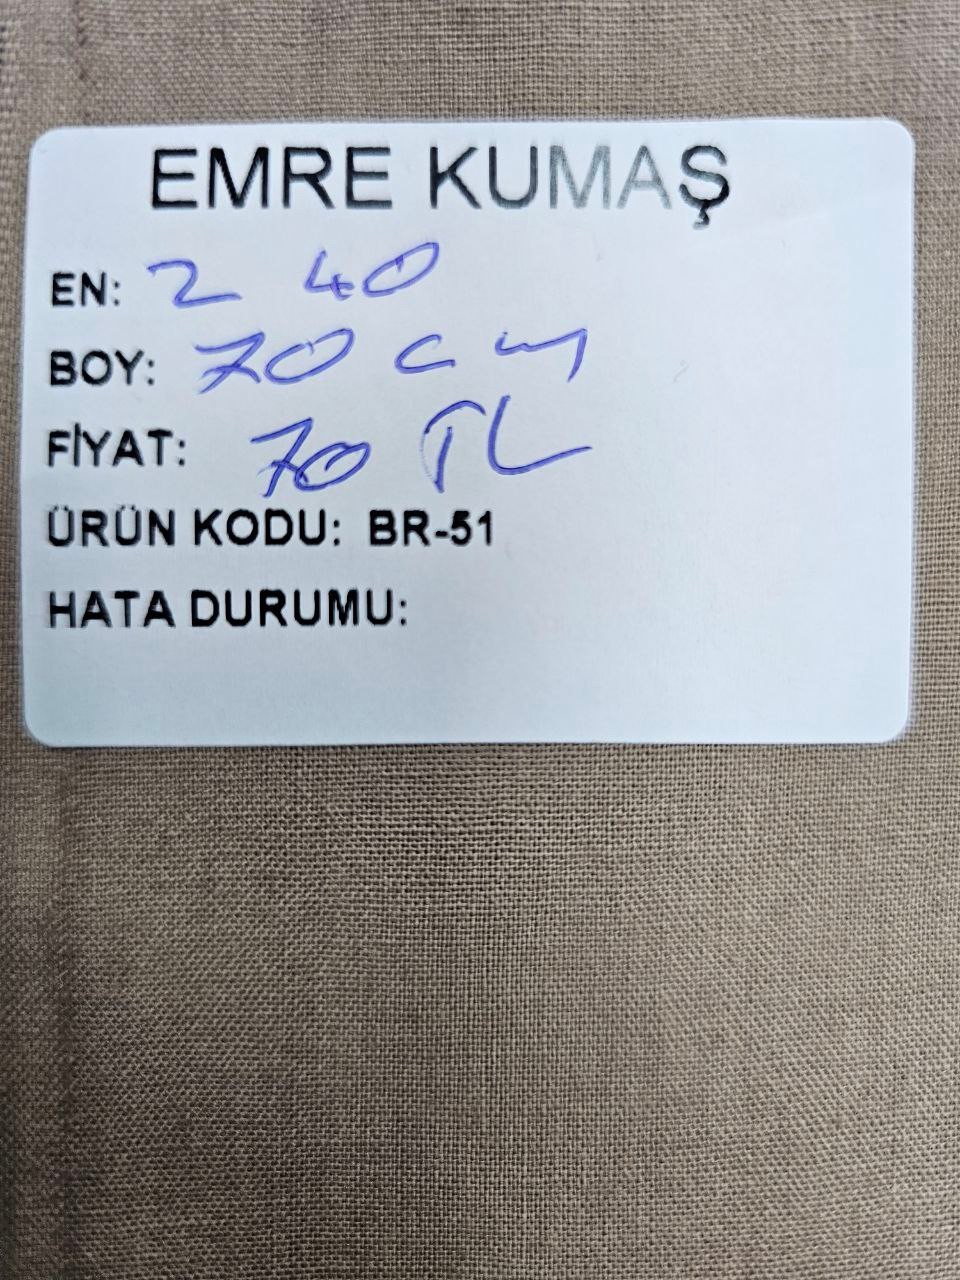 EMRE KUMAŞ
EN: 2 40
BOY: 70 cm
FİYAT: 70 TL
ÜRÜN KODU: BR-51
HATA DURUMU: